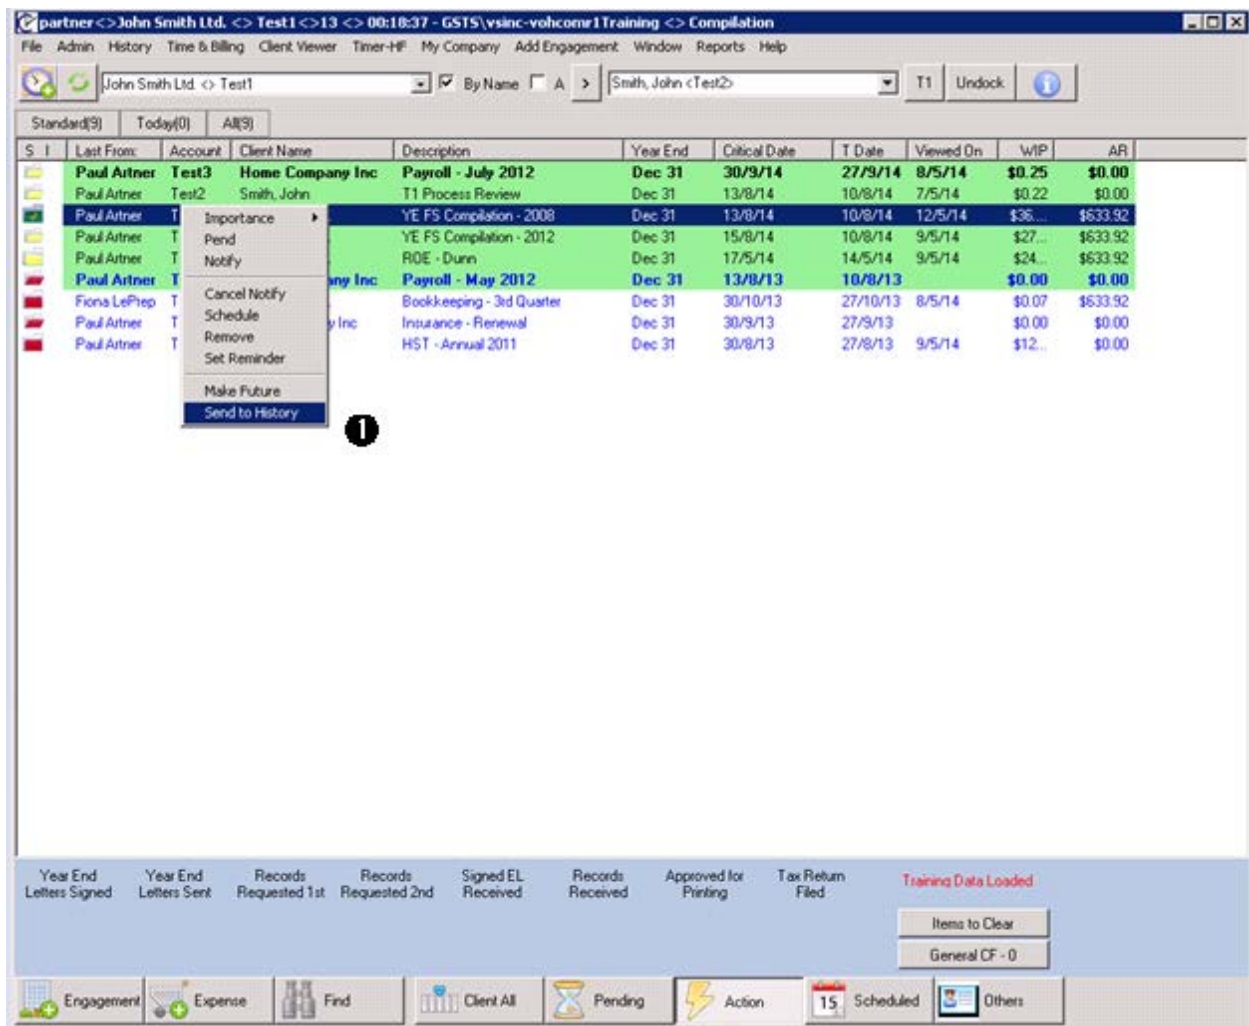 partner<>John Smith Ltd. <> Test1<>13 <> 00:18:37 - GSTS\vsinc-vohcomr1Training <> Compilation
File Admin History Time & Billing Client Viewer Timer-HF My Company Add Engagement Window Reports Help
John Smith Ltd. <> Test1 By Name A > Smith, John <Test2> T1 Undock
Standard(9) Today(0) All(9)
S I Last From: Account Client Name Description Year End Critical Date T Date Viewed On WIP AR
Paul Artner Test3 Home Company Inc Payroll - July 2012 Dec 31 30/9/14 27/9/14 8/5/14 $0.25 $0.00
Paul Artner Test2 Smith, John T1 Process Review Dec 31 13/8/14 10/8/14 7/5/14 $0.22 $0.00
Paul Artner T YE FS Compilation - 2008 Dec 31 13/8/14 10/8/14 12/5/14 $36... $633.92
Paul Artner T YE FS Compilation - 2012 Dec 31 15/8/14 10/8/14 9/5/14 $27... $633.92
Paul Artner T ROE - Dunn Dec 31 17/5/14 14/5/14 9/5/14 $24... $633.92
Paul Artner T any Inc Payroll - May 2012 Dec 31 13/8/13 10/8/13 $0.00 $0.00
Fiona LePrep T Bookkeeping - 3rd Quarter Dec 31 30/10/13 27/10/13 8/5/14 $0.07 $633.92
Paul Artner T y Inc Insurance - Renewal Dec 31 30/9/13 27/9/13 $0.00 $0.00
Paul Artner T HST - Annual 2011 Dec 31 30/8/13 27/8/13 9/5/14 $12... $0.00
Importance
Pend
Notify
Cancel Notify
Schedule
Remove
Set Reminder
Make Future
Send to History
1
Year End Year End Records Records Signed EL Records Approved for Tax Return
Letters Signed Letters Sent Requested 1st Requested 2nd Received Received Printing Filed
Training Data Loaded
Items to Clear
General CF - 0
Engagement Expense Find Client All Pending Action 15 Scheduled Others